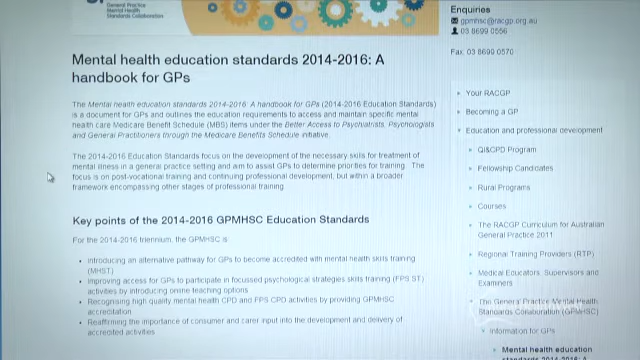 General Practice
Mental Health
Standards Collaboration
Enquiries
gpmhsc@racgp.org.au
03 8699 0556
Fax: 03 8699 0570
Mental health education standards 2014-2016: A
handbook for GPs
The Mental health education standards 2014-2016: A handbook for GPs (2014-2016 Education Standards)
is a document for GPs and outlines the education requirements to access and maintain specific mental
health care Medicare Benefit Schedule (MBS) items under the Better Access to Psychiatrists, Psychologists
and General Practitioners through the Medicare Benefits Schedule initiative.
The 2014-2016 Education Standards focus on the development of the necessary skills for treatment of
mental illness in a general practice setting and aim to assist GPs to determine priorities for training. The
focus is on post-vocational training and continuing professional development, but within a broader
framework encompassing other stages of professional training.
Key points of the 2014-2016 GPMHSC Education Standards
For the 2014-2016 triennium, the GPMHSC is:
Introducing an alternative pathway for GPs to become accredited with mental health skills training
(MHST)
Improving access for GPs to participate in focussed psychological strategies skills training (FPS ST)
activities by introducing online teaching options
Recognising high quality mental health CPD and FPS CPD activities by providing GPMHSC
accreditation
Reaffirming the importance of consumer and carer input into the development and delivery of
accredited activities
Your RACGP
Becoming a GP
Education and professional development
QI&CPD Program
Fellowship Candidates
Rural Programs
Courses
The RACGP Curriculum for Australian
General Practice 2011
Regional Training Providers (RTP)
Medical Educators, Supervisors and
Examiners
The General Practice Mental Health
Standards Collaboration (GPMHSC)
Information for GPs
Mental health education